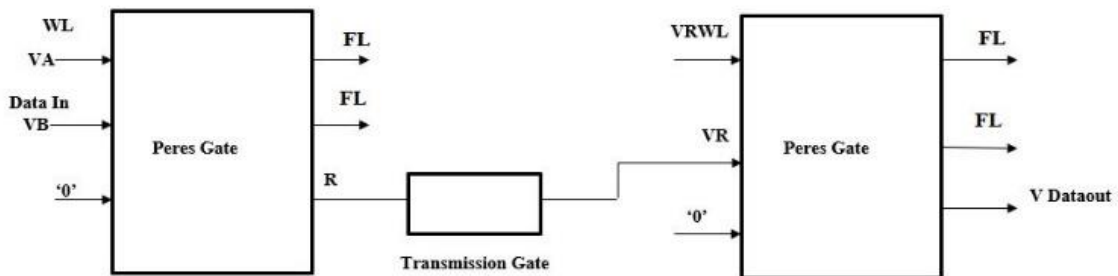 WL
VA
Data In
VB
‘0’
Peres Gate
FL
FL
R
Transmission Gate
VRWL
VR
‘0’
Peres Gate
FL
FL
V Dataout